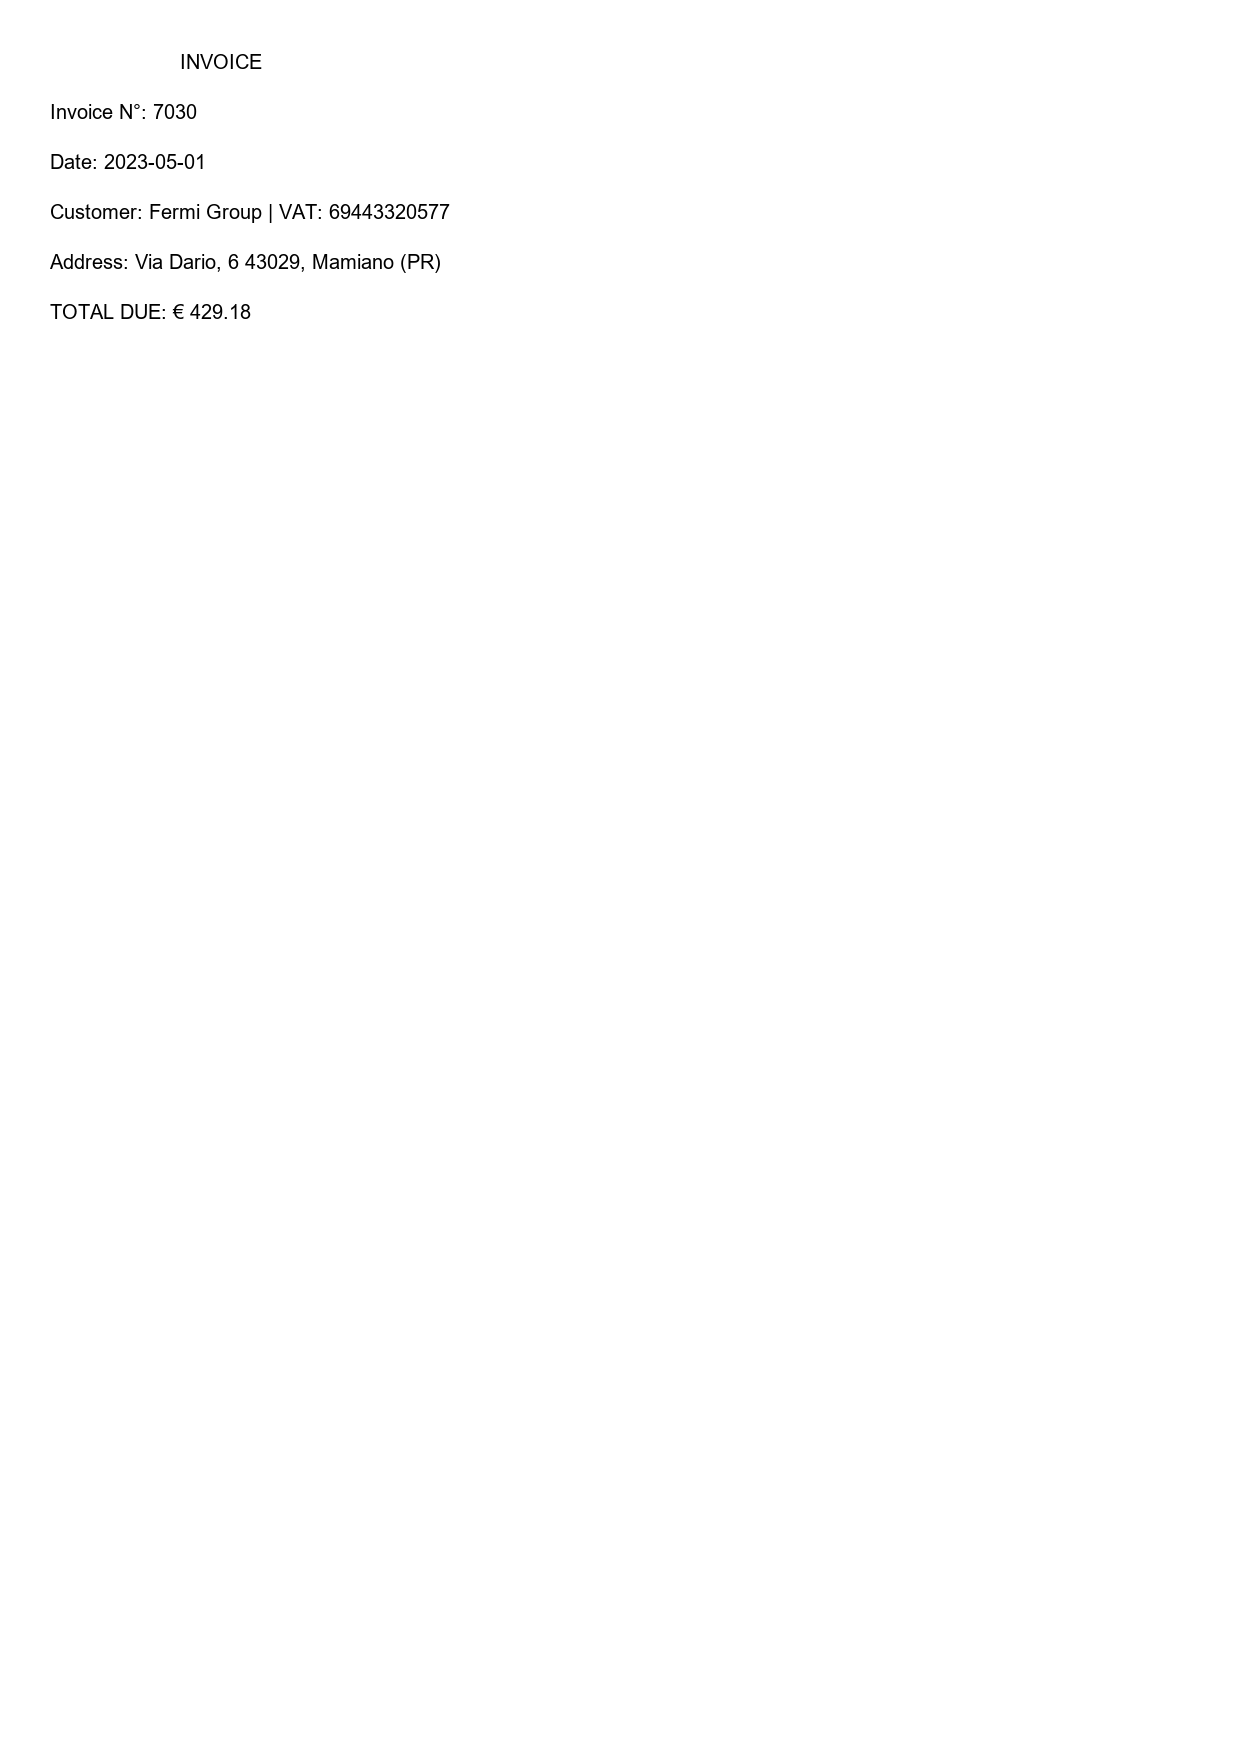 INVOICE
Invoice N°: 7030
Date: 2023-05-01
Customer: Fermi Group | VAT: 69443320577
Address: Via Dario, 6 43029, Mamiano (PR)
TOTAL DUE: € 429.18